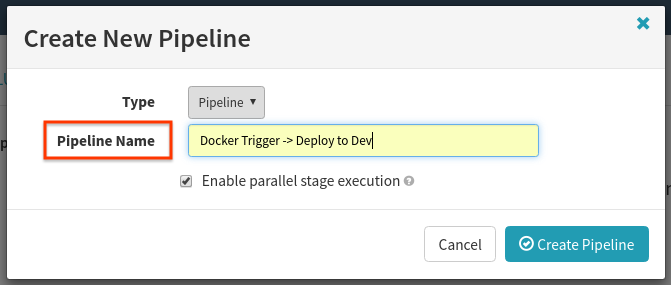 Create New Pipeline
Type Pipeline
Pipeline Name Docker Trigger -> Deploy to Dev
Enable parallel stage execution
Cancel Create Pipeline